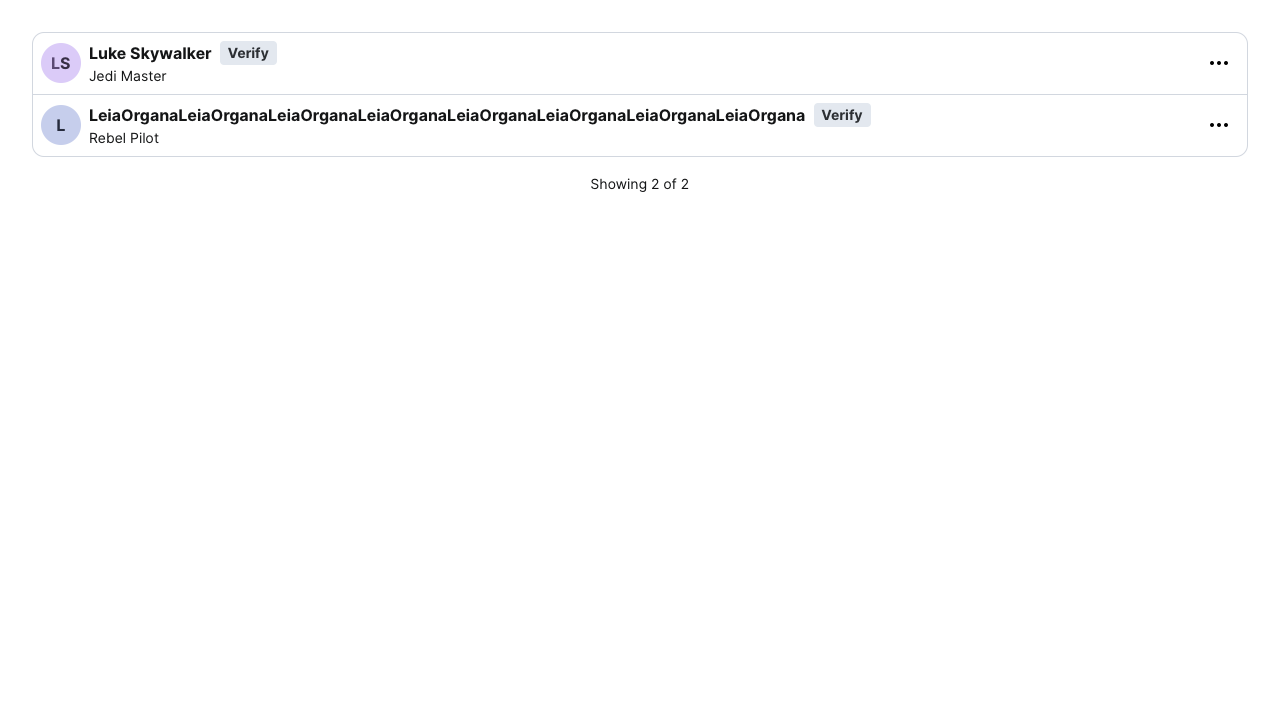 LS
Luke Skywalker Verify
Jedi Master
L
LeiaOrganaLeiaOrganaLeiaOrganaLeiaOrganaLeiaOrganaLeiaOrganaLeiaOrganaLeiaOrgana Verify
Rebel Pilot
Showing 2 of 2